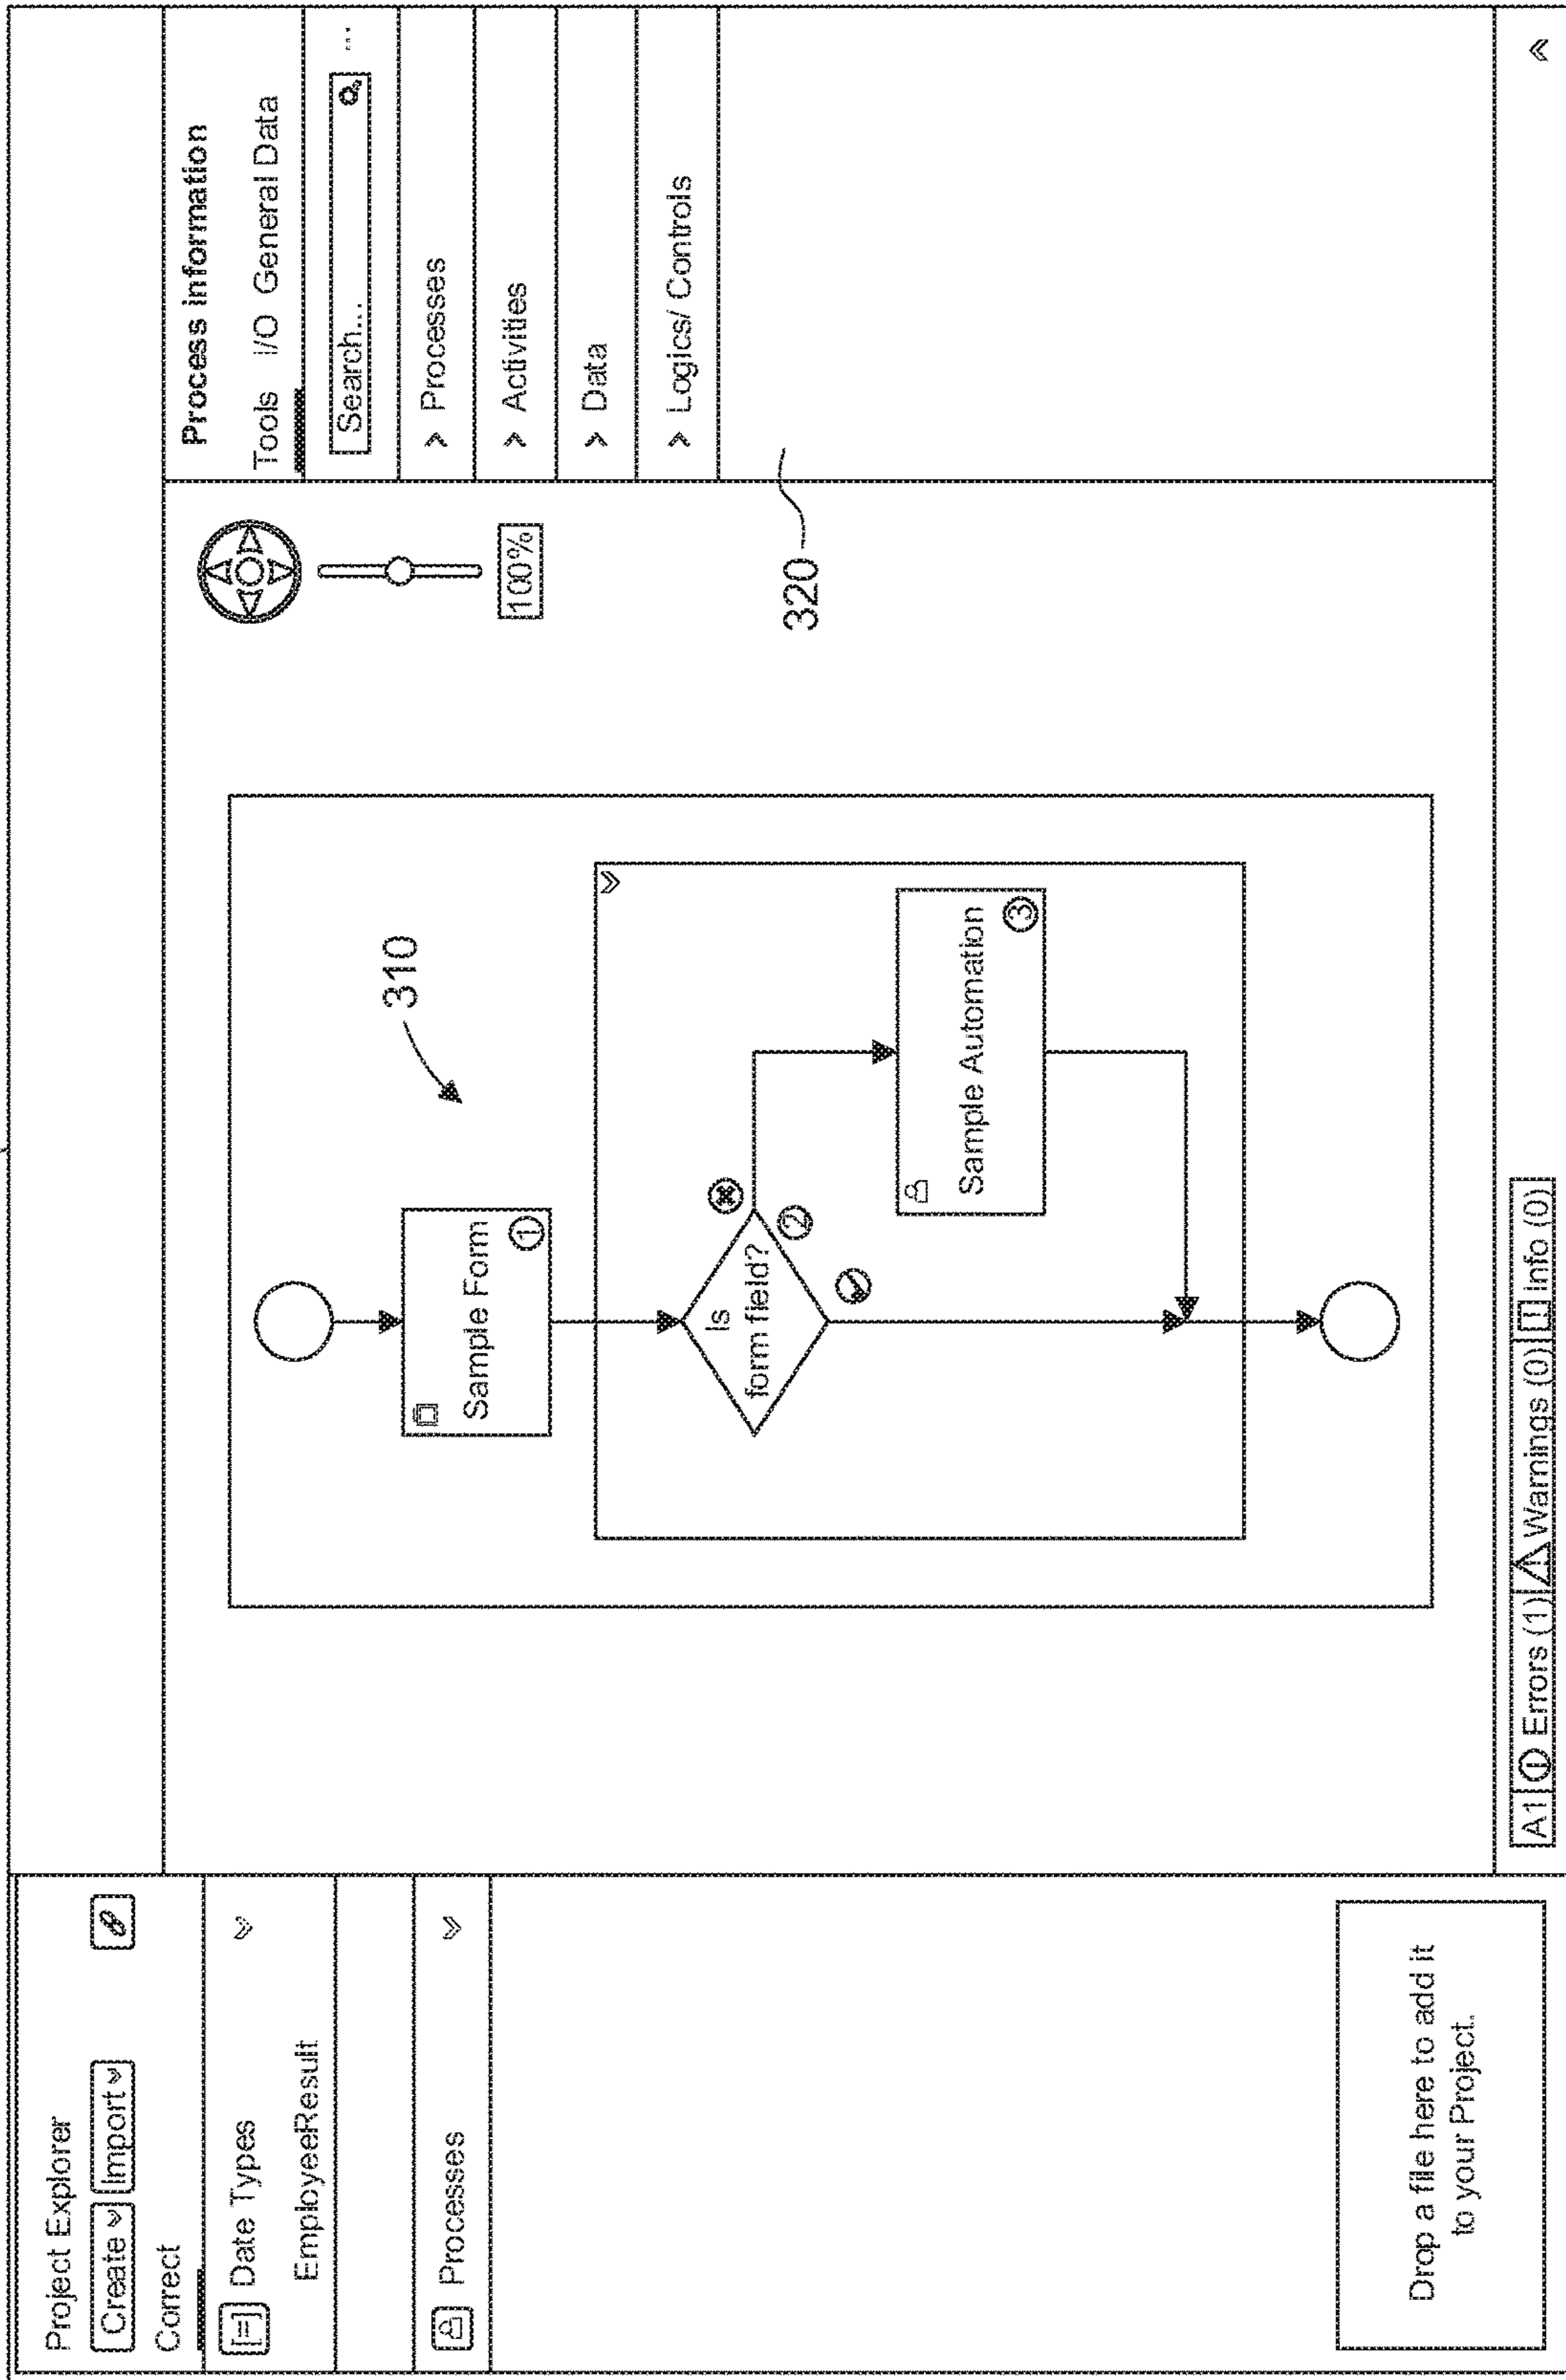 Project Explorer
Create Import
Correct
[=] Date Types
EmployeeResult
Processes
Drop a file here to add it
to your Project.
310
Sample Form
1
Is
form field?
2
Sample Automation
3
100%
320
Process information
Tools I/O General Data
Search... ...
> Processes
> Activities
> Data
> Logics/ Controls
A1 Errors (1) Warnings (0) Info (0)